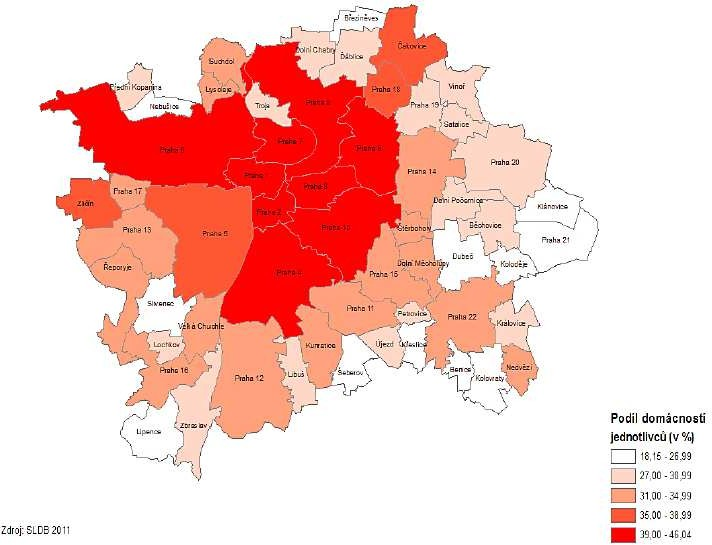 Březiněves
Dolní Chabry
Ďáblice
Čakovice
Suchdol
Přední Kopanina
Lysolaje
Nebušice
Troja
Praha 8
Praha 18
Praha 19
Vinoř
Satalice
Praha 6
Praha 7
Praha 9
Praha 14
Praha 20
Praha 1
Praha 3
Praha 17
Zličín
Praha 2
Praha 10
Dolní Počernice
Klánovice
Praha 13
Praha 5
Štěrboholy
Běchovice
Praha 21
Řeporyje
Praha 4
Praha 15
Dolní Měcholupy
Dubeč
Koloděje
Slivenec
Velká Chuchle
Praha 11
Petrovice
Praha 22
Královice
Lochkov
Kunratice
Újezd
Křeslice
Praha 16
Praha 12
Libuš
Šeberov
Benice
Kolovraty
Nedvězí
Lipence
Zbraslav
Podíl domácností
jednotlivců (v %)
18,15 - 26,99
27,00 - 30,99
31,00 - 34,99
35,00 - 38,99
39,00 - 46,04
Zdroj: SLDB 2011